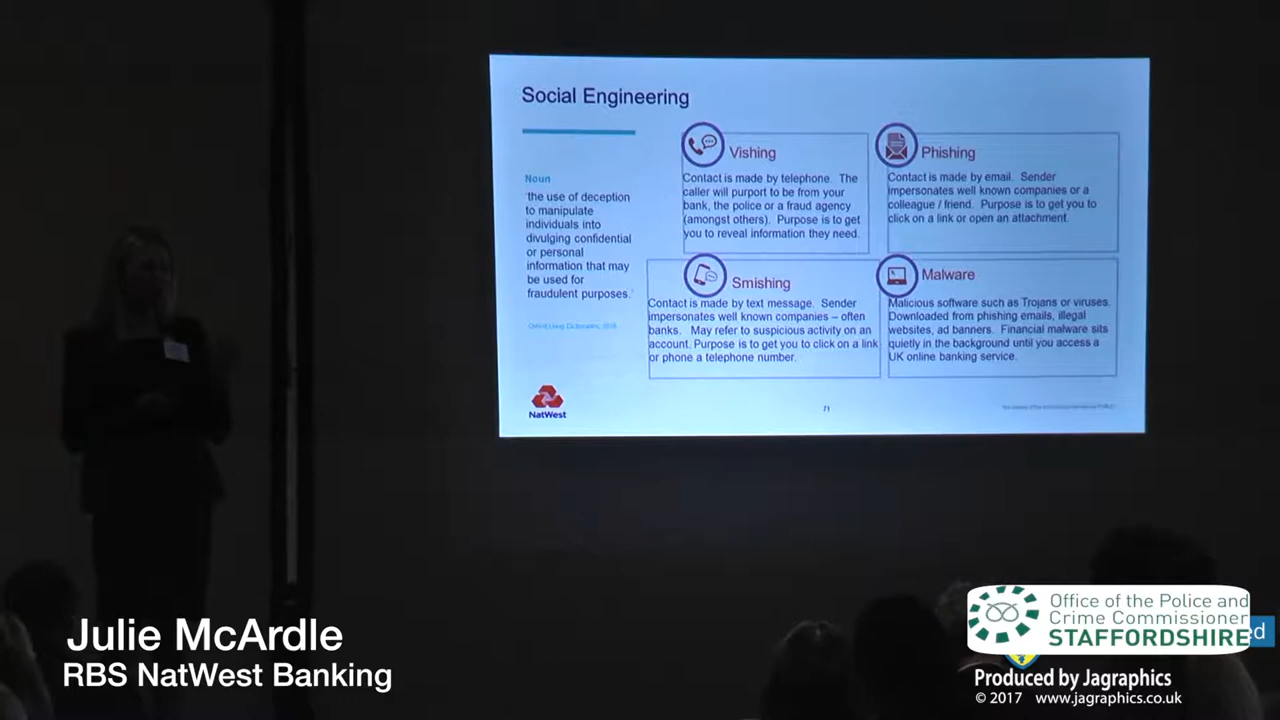 Social Engineering
Noun
'the use of deception
to manipulate
individuals into
divulging confidential
or personal
information that may
be used for
fraudulent purposes.'
Oxford Living Dictionaries, 2016
NatWest
Vishing
Contact is made by telephone. The
caller will purport to be from your
bank, the police or a fraud agency
(amongst others). Purpose is to get
you to reveal information they need.
Phishing
Contact is made by email. Sender
impersonates well known companies or a
colleague / friend. Purpose is to get you to
click on a link or open an attachment.
Smishing
Contact is made by text message. Sender
impersonates well known companies – often
banks. May refer to suspicious activity on an
account. Purpose is to get you to click on a link
or phone a telephone number.
Malware
Malicious software such as Trojans or viruses.
Downloaded from phishing emails, illegal
websites, ad banners. Financial malware sits
quietly in the background until you access a
UK online banking service.
71
Julie McArdle
RBS NatWest Banking
Office of the Police and
Crime Commissioner
STAFFORDSHIRE
Produced by Jagraphics
© 2017 www.jagraphics.co.uk